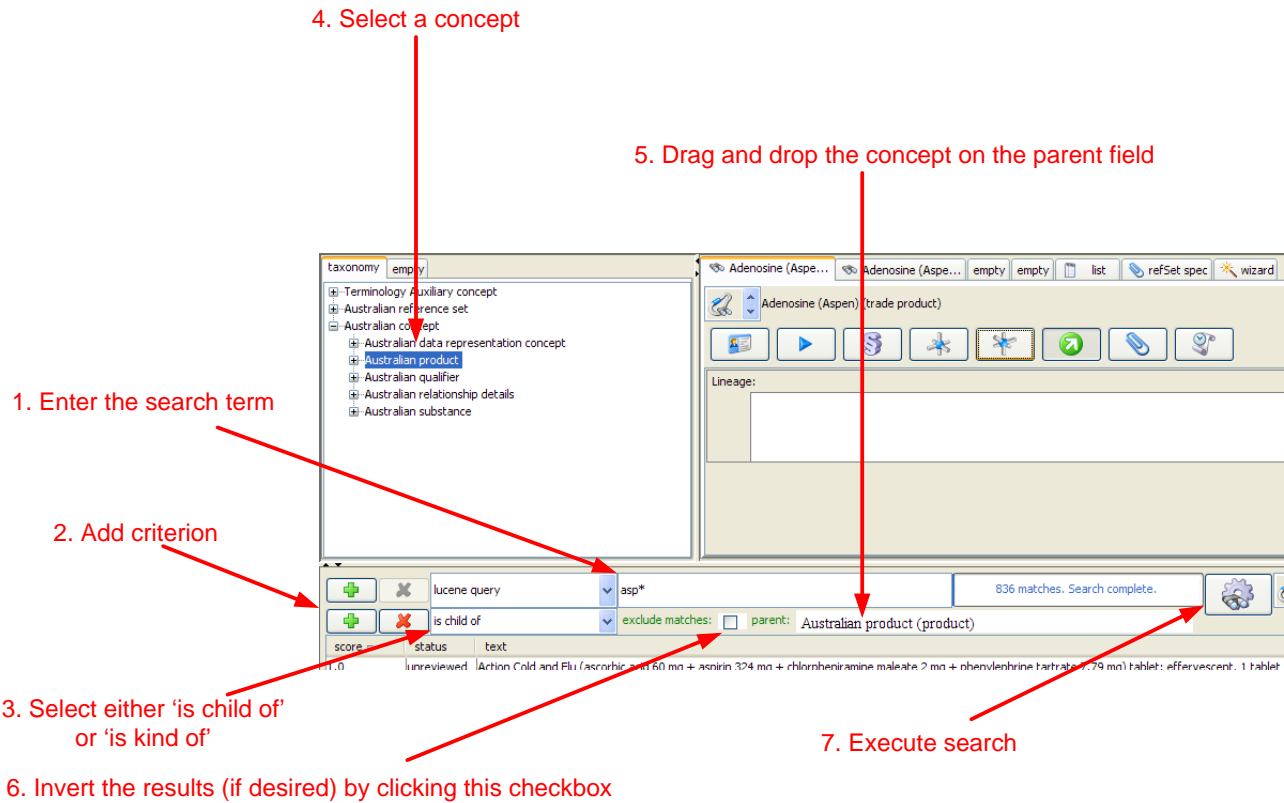 4. Select a concept
5. Drag and drop the concept on the parent field
taxonomy empty
Adenosine (Aspe... Adenosine (Aspe... empty empty list refSet spec wizard
Terminology Auxiliary concept
Australian reference set
Australian concept
Australian data representation concept
Australian product
Australian qualifier
Australian relationship details
Australian substance
Adenosine (Aspen) (trade product)
Lineage:
1. Enter the search term
2. Add criterion
lucene query asp* 836 matches. Search complete.
is child of exclude matches: parent: Australian product (product)
score status text
1.0 unreviewed Action Cold and Flu (ascorbic acid 60 mg + aspirin 324 mg + chlorpheniramine maleate 2 mg + phenylephrine tartrate 7.79 mg) tablet: effervescent, 1 tablet
3. Select either ‘is child of’
or ‘is kind of’
7. Execute search
6. Invert the results (if desired) by clicking this checkbox